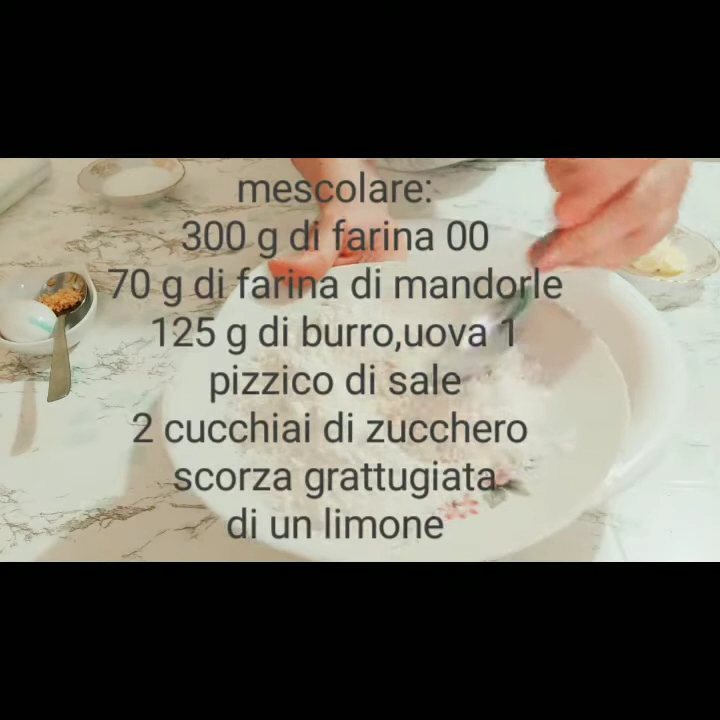 mescolare:
300 g di farina 00
70 g di farina di mandorle
125 g di burro,uova 1
pizzico di sale
2 cucchiai di zucchero
scorza grattugiata
di un limone